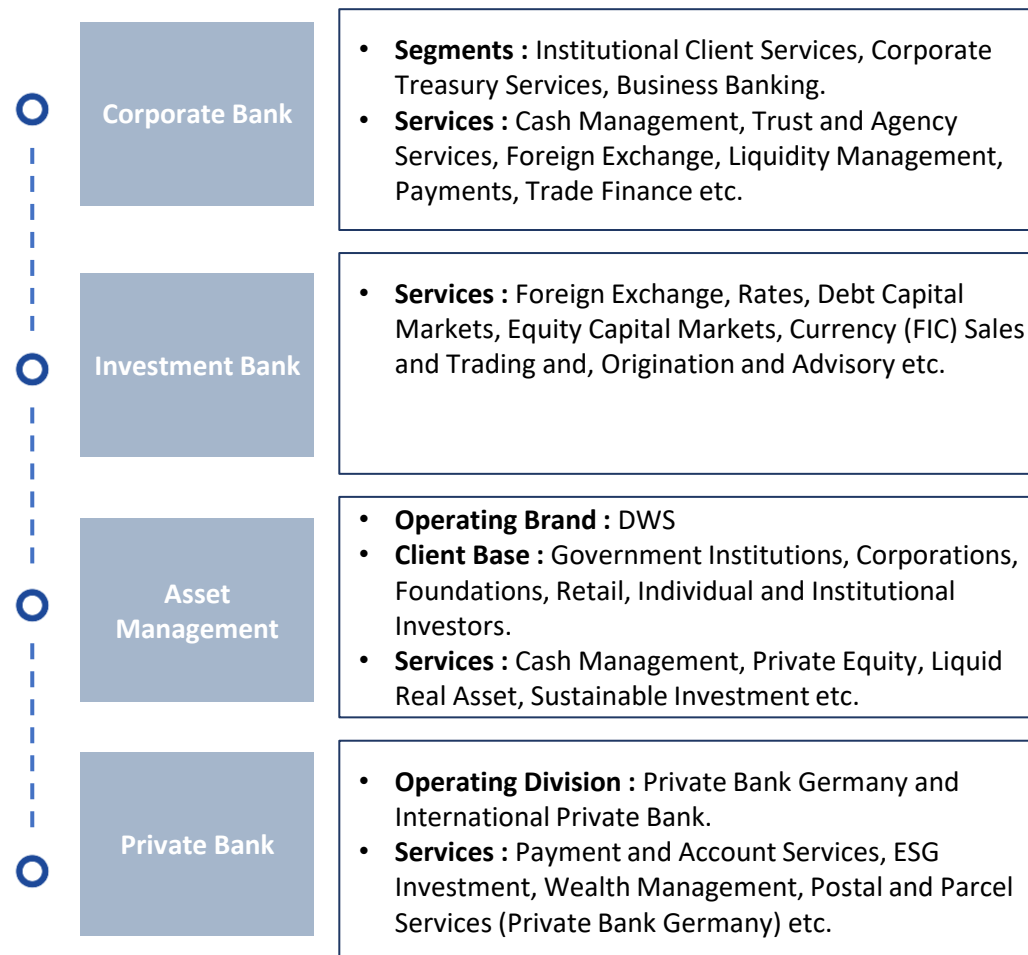 Corporate Bank
• Segments : Institutional Client Services, Corporate
Treasury Services, Business Banking.
• Services : Cash Management, Trust and Agency
Services, Foreign Exchange, Liquidity Management,
Payments, Trade Finance etc.
Investment Bank
• Services : Foreign Exchange, Rates, Debt Capital
Markets, Equity Capital Markets, Currency (FIC) Sales
and Trading and, Origination and Advisory etc.
Asset
Management
• Operating Brand : DWS
• Client Base : Government Institutions, Corporations,
Foundations, Retail, Individual and Institutional
Investors.
• Services : Cash Management, Private Equity, Liquid
Real Asset, Sustainable Investment etc.
Private Bank
• Operating Division : Private Bank Germany and
International Private Bank.
• Services : Payment and Account Services, ESG
Investment, Wealth Management, Postal and Parcel
Services (Private Bank Germany) etc.